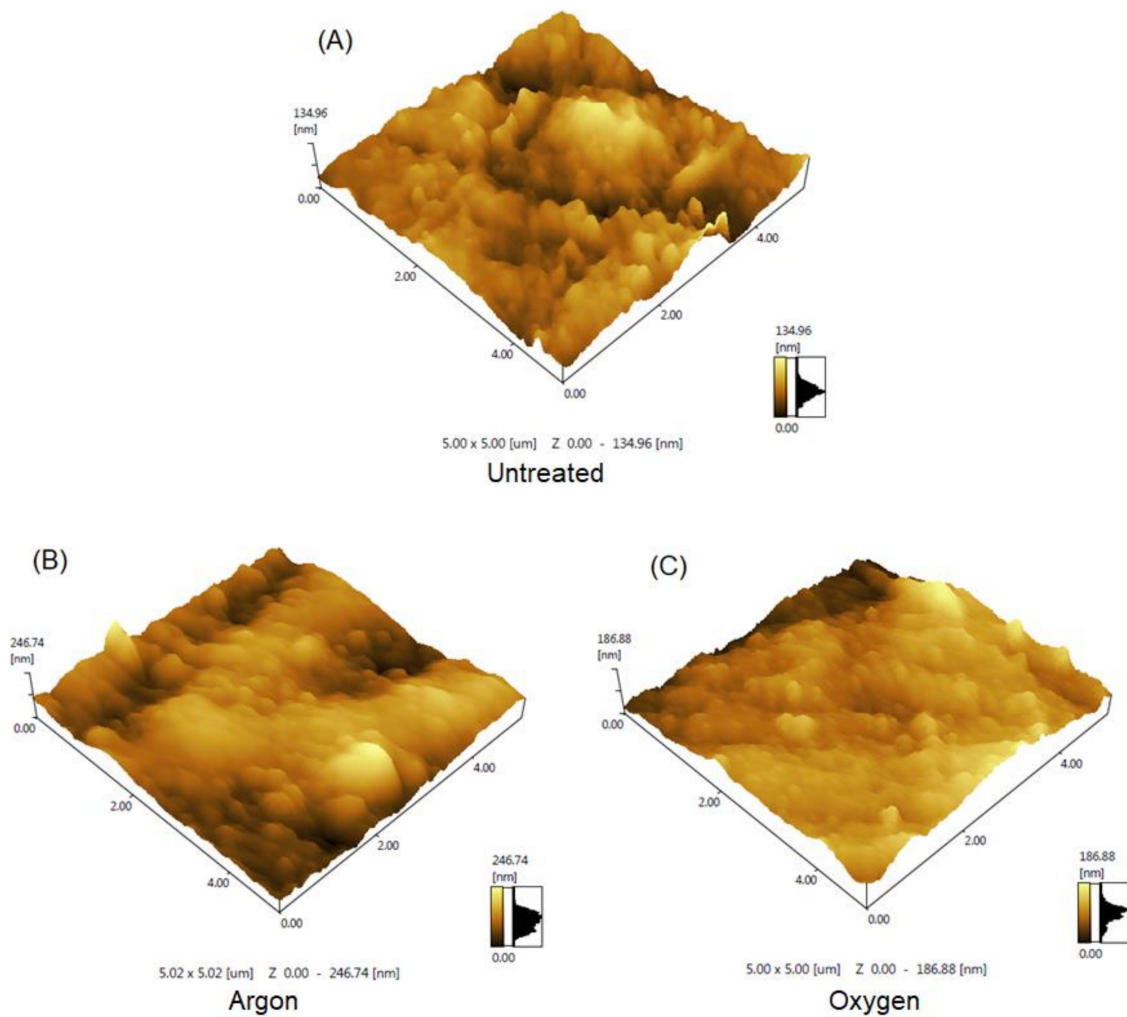 (A)
134.96
[nm]
0.00
2.00
4.00
0.00
2.00
4.00
134.96
[nm]
0.00
5.00 x 5.00 [um]   Z  0.00  -  134.96 [nm]
Untreated
(B)
246.74
[nm]
0.00
2.00
4.00
0.00
2.00
4.00
246.74
[nm]
0.00
5.02 x 5.02 [um]   Z  0.00  -  246.74 [nm]
Argon
(C)
186.88
[nm]
0.00
2.00
4.00
0.00
2.00
4.00
186.88
[nm]
0.00
5.00 x 5.00 [um]   Z  0.00  -  186.88 [nm]
Oxygen